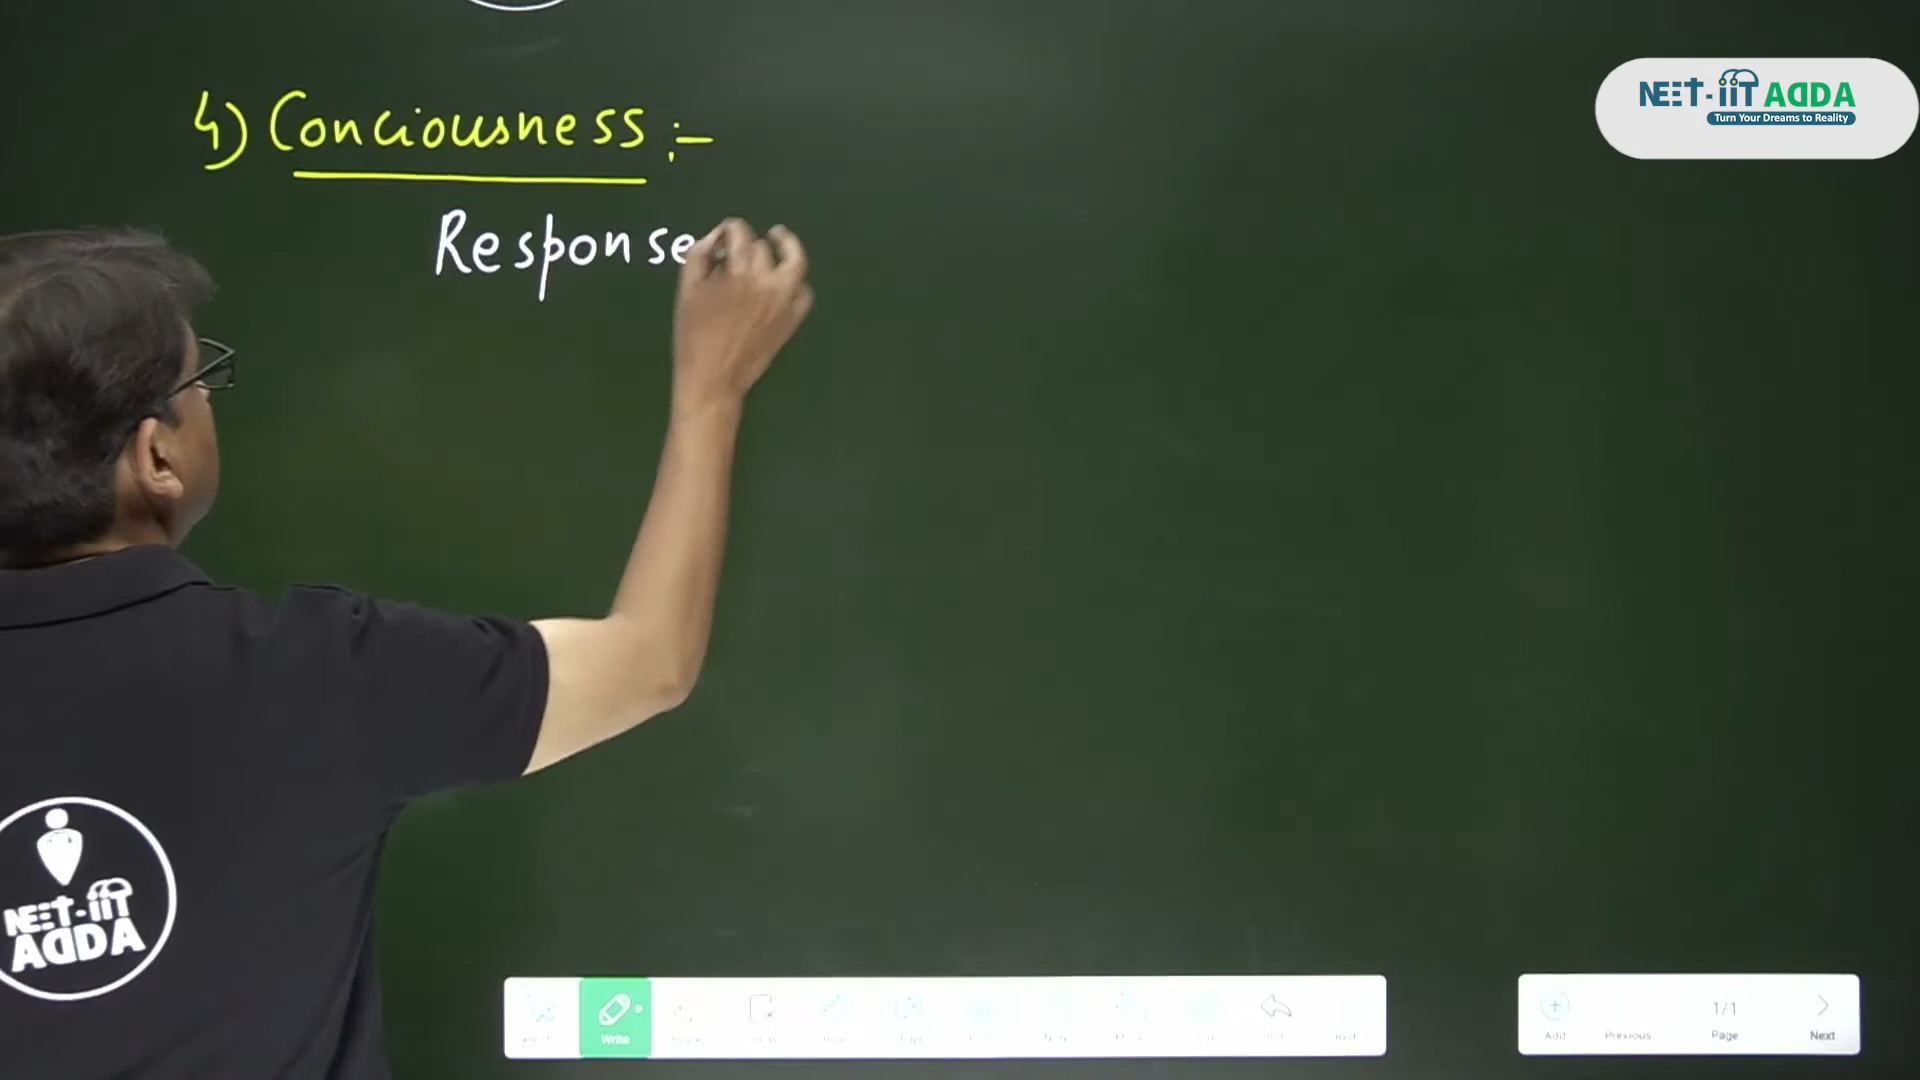 NEET-iiT ADDA
Turn Your Dreams to Reality
4) Conciousness :-
Response
NEET-iiT
ADDA
Write
Add
Previous
1/1
Page
Next